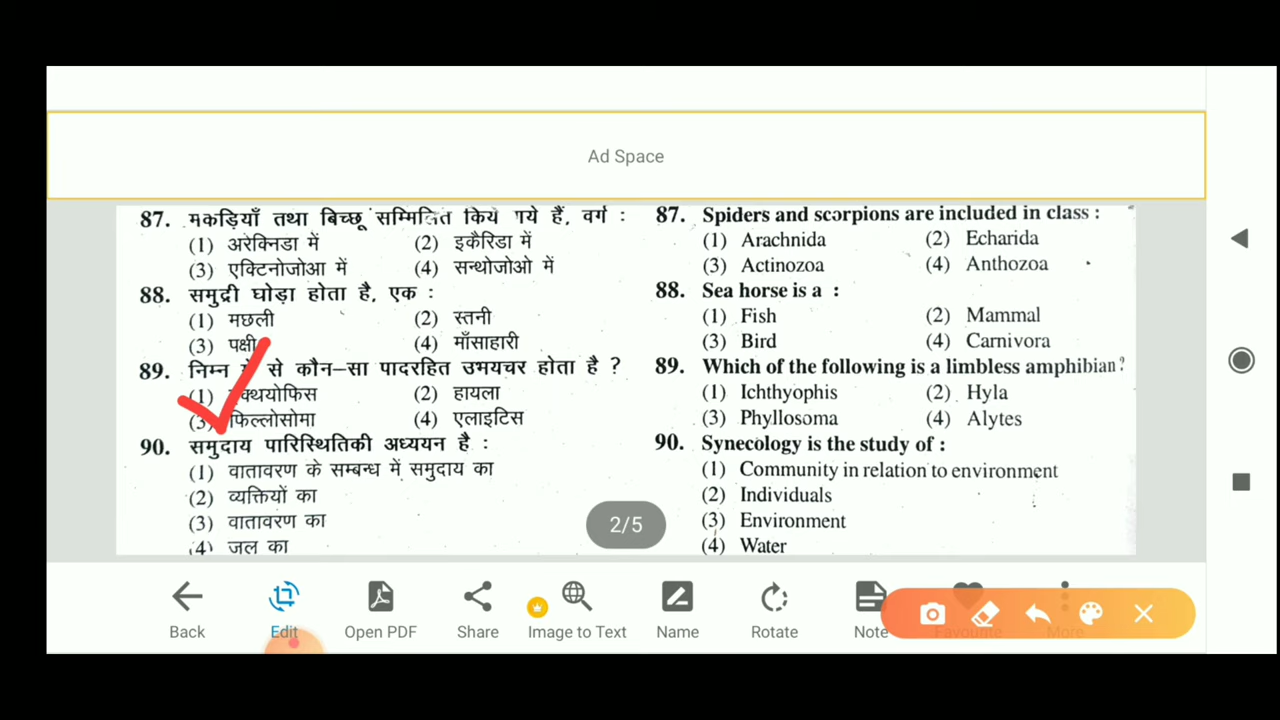 Ad Space
87. मकड़ियाँ तथा बिच्छू सम्मिलित किये गये हैं, वर्ग :
(1) अरेक्निडा में (2) इकैरिडा में
(3) एक्टिनोजोआ में (4) सन्थोजोओ में
88. समुद्री घोड़ा होता है, एक :
(1) मछली (2) स्तनी
(3) पक्षी (4) माँसाहारी
89. निम्न से कौन-सा पादरहित उभयचर होता है ?
(1) (2) हायला
(3) फिल्लोसोमा (4) एलाइटिस
90. समुदाय पारिस्थितिकी अध्ययन है :
(1) वातावरण के सम्बन्ध में समुदाय का
(2) व्यक्तियों का
(3) वातावरण का
(4) जल का
87. Spiders and scorpions are included in class :
(1) Arachnida (2) Echarida
(3) Actinozoa (4) Anthozoa
88. Sea horse is a :
(1) Fish (2) Mammal
(3) Bird (4) Carnivora
89. Which of the following is a limbless amphibian?
(1) Ichthyophis (2) Hyla
(3) Phyllosoma (4) Alytes
90. Synecology is the study of :
(1) Community in relation to environment
(2) Individuals
(3) Environment
(4) Water
2/5
Back Edit Open PDF Share Image to Text Name Rotate Note Favourite More